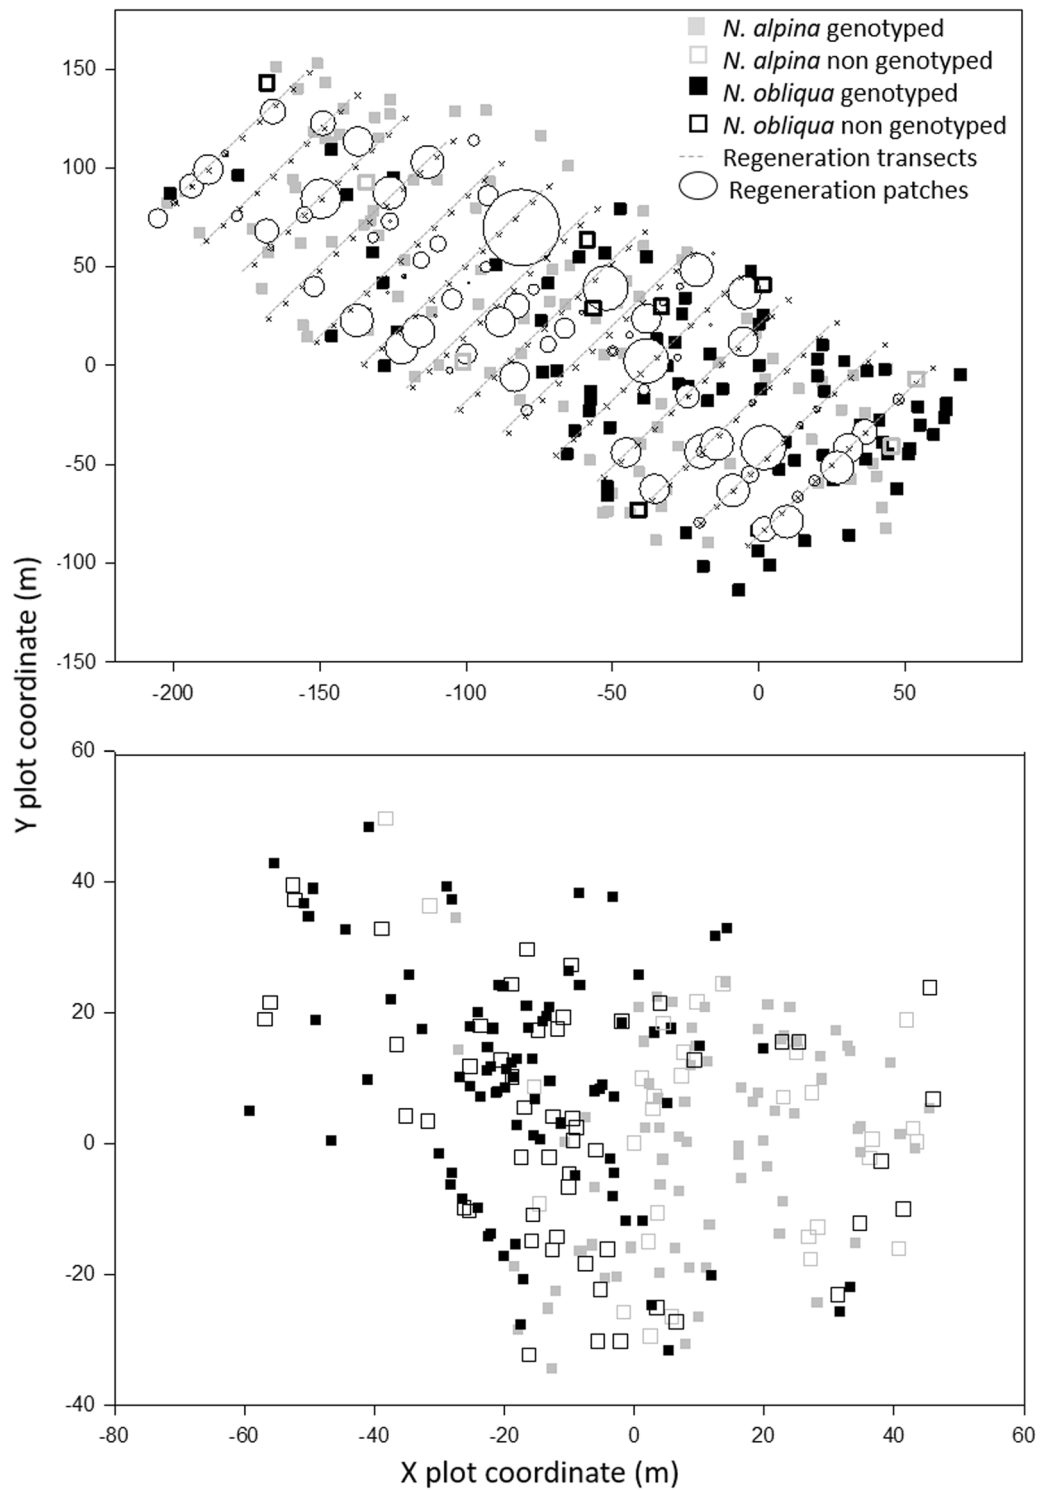 N. alpina genotyped
N. alpina non genotyped
N. obliqua genotyped
N. obliqua non genotyped
Regeneration transects
Regeneration patches
150
100
50
0
-50
-100
-150
-200 -150 -100 -50 0 50
Y plot coordinate (m)
60
40
20
0
-20
-40
-80 -60 -40 -20 0 20 40 60
X plot coordinate (m)